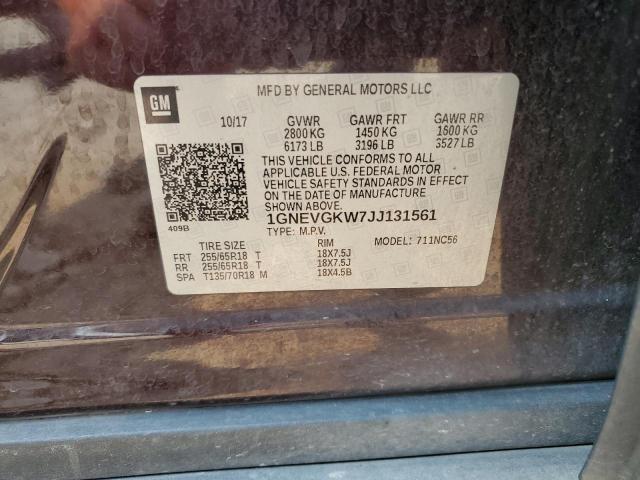 GM
MFD BY GENERAL MOTORS LLC
10/17 GVWR GAWR FRT GAWR RR
2800 KG 1450 KG 1600 KG
6173 LB 3196 LB 3527 LB
THIS VEHICLE CONFORMS TO ALL
APPLICABLE U.S. FEDERAL MOTOR
VEHICLE SAFETY STANDARDS IN EFFECT
ON THE DATE OF MANUFACTURE
SHOWN ABOVE.
1GNEVGKW7JJ131561
409B
TYPE: M.P.V. MODEL: 711NC56
TIRE SIZE RIM
FRT 255/65R18 T 18X7.5J
RR 255/65R18 T 18X7.5J
SPA T135/70R18 M 18X4.5B